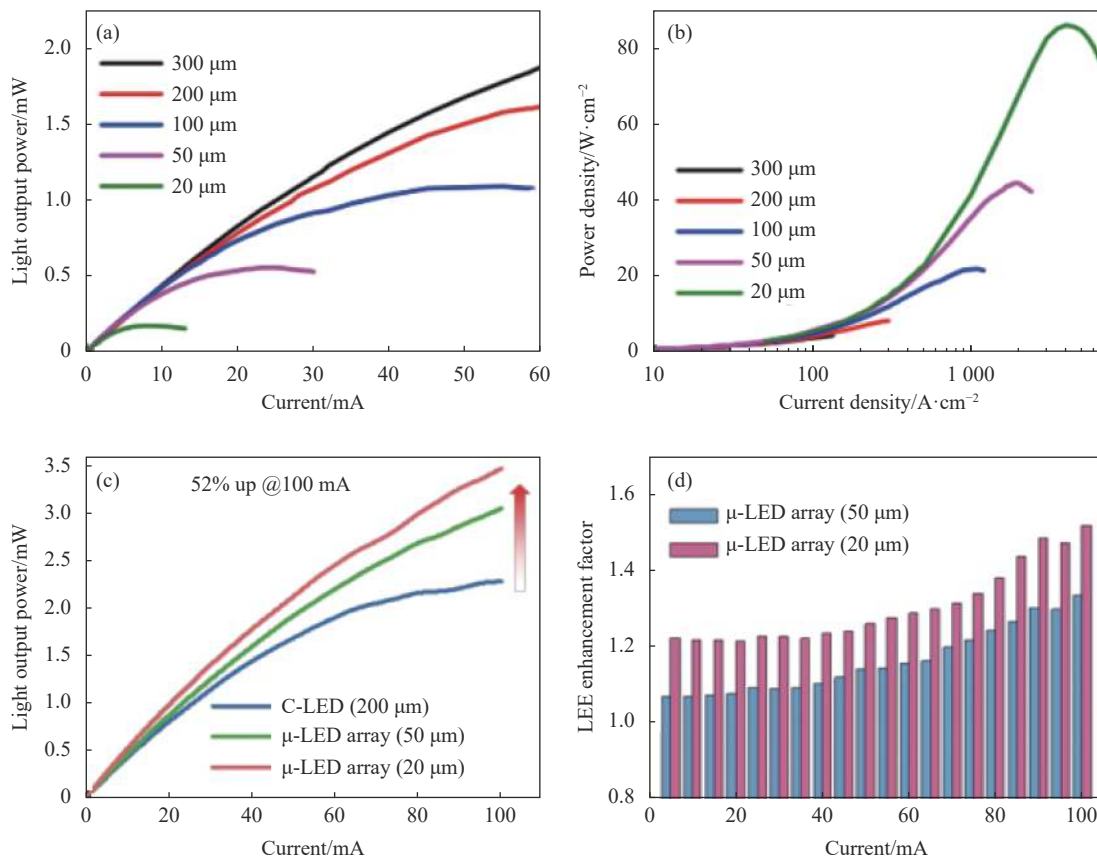 (a)
300 μm
200 μm
100 μm
50 μm
20 μm
2.0
1.5
1.0
0.5
0
Light output power/mW
0
10
20
30
40
50
60
Current/mA
(b)
300 μm
200 μm
100 μm
50 μm
20 μm
80
60
40
20
0
Power density/W·cm⁻²
10
100
1 000
Current density/A·cm⁻²
(c)
52% up @100 mA
C-LED (200 μm)
μ-LED array (50 μm)
μ-LED array (20 μm)
3.5
3.0
2.5
2.0
1.5
1.0
0.5
0
Light output power/mW
0
20
40
60
80
100
Current/mA
(d)
μ-LED array (50 μm)
μ-LED array (20 μm)
1.6
1.4
1.2
1.0
0.8
LEE enhancement factor
0
20
40
60
80
100
Current/mA